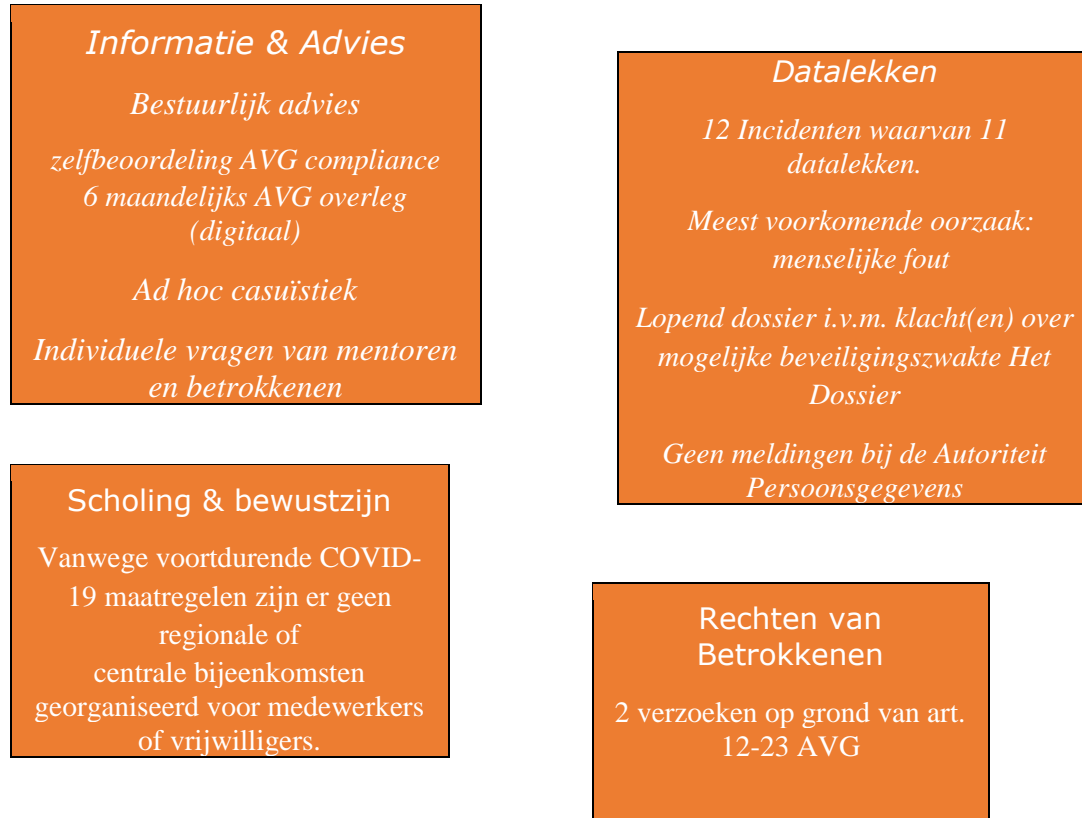 Informatie & Advies
Bestuurlijk advies
zelfbeoordeling AVG compliance
6 maandelijks AVG overleg
(digitaal)
Ad hoc casuïstiek
Individuele vragen van mentoren
en betrokkenen
Datalekken
12 Incidenten waarvan 11
datalekken.
Meest voorkomende oorzaak:
menselijke fout
Lopend dossier i.v.m. klacht(en) over
mogelijke beveiligingszwakte Het
Dossier
Geen meldingen bij de Autoriteit
Persoonsgegevens
Scholing & bewustzijn
Vanwege voortdurende COVID-
19 maatregelen zijn er geen
regionale of
centrale bijeenkomsten
georganiseerd voor medewerkers
of vrijwilligers.
Rechten van
Betrokkenen
2 verzoeken op grond van art.
12-23 AVG